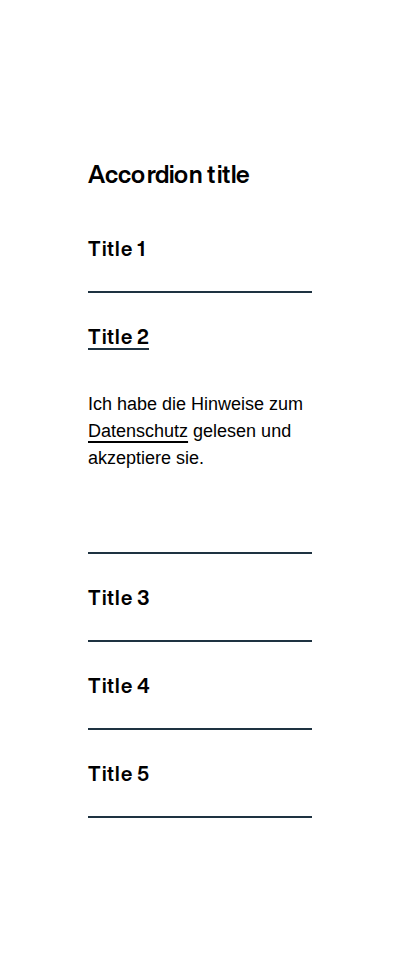 Accordion title
Title 1
Title 2
Ich habe die Hinweise zum
Datenschutz gelesen und
akzeptiere sie.
Title 3
Title 4
Title 5